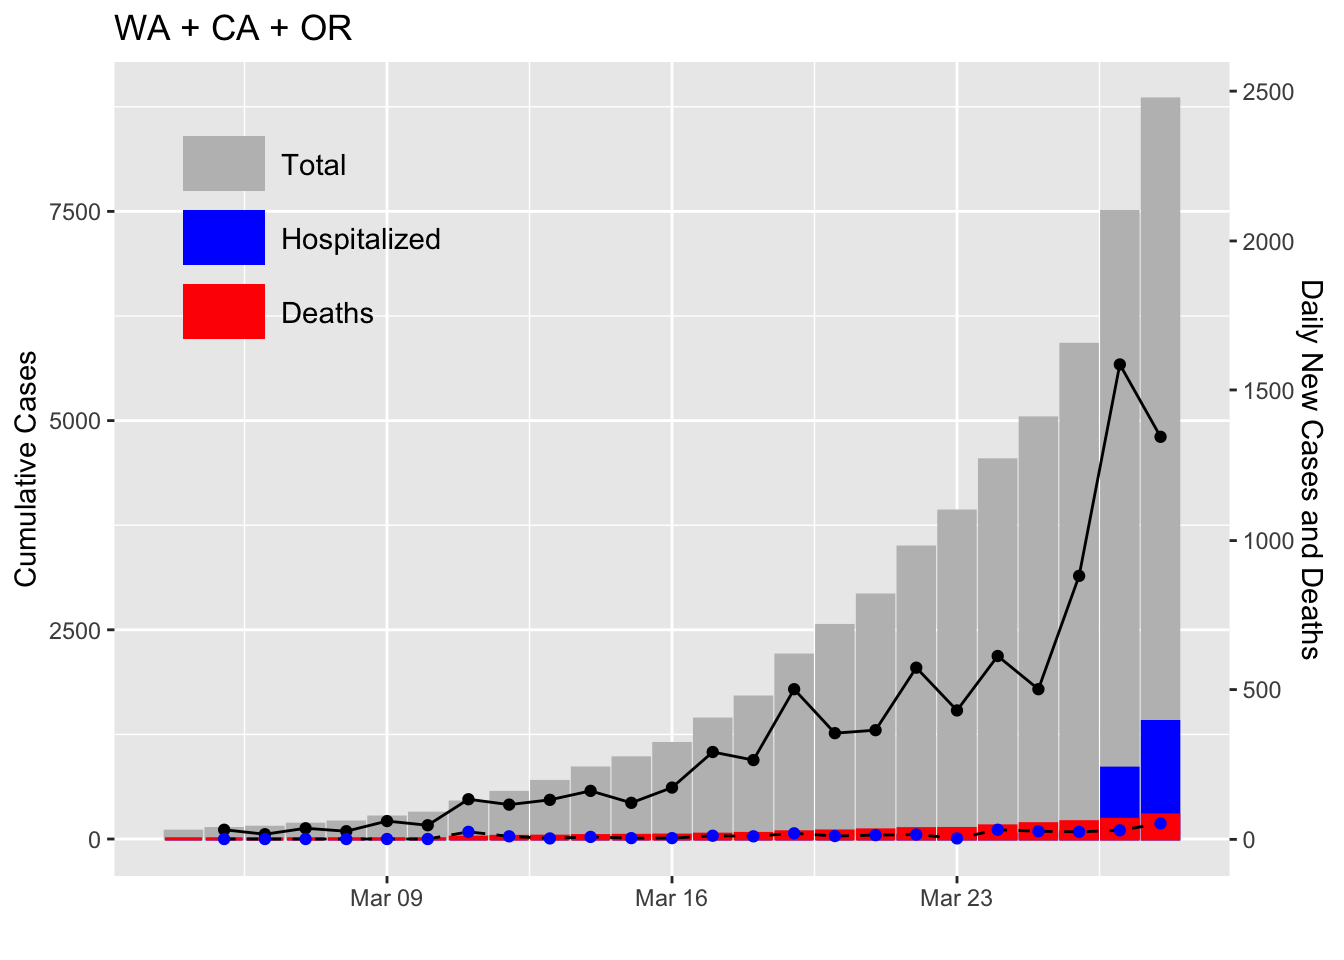 WA + CA + OR
Total
Hospitalized
Deaths
Cumulative Cases
7500
5000
2500
0
2500
2000
1500
1000
500
0
Daily New Cases and Deaths
Mar 09
Mar 16
Mar 23